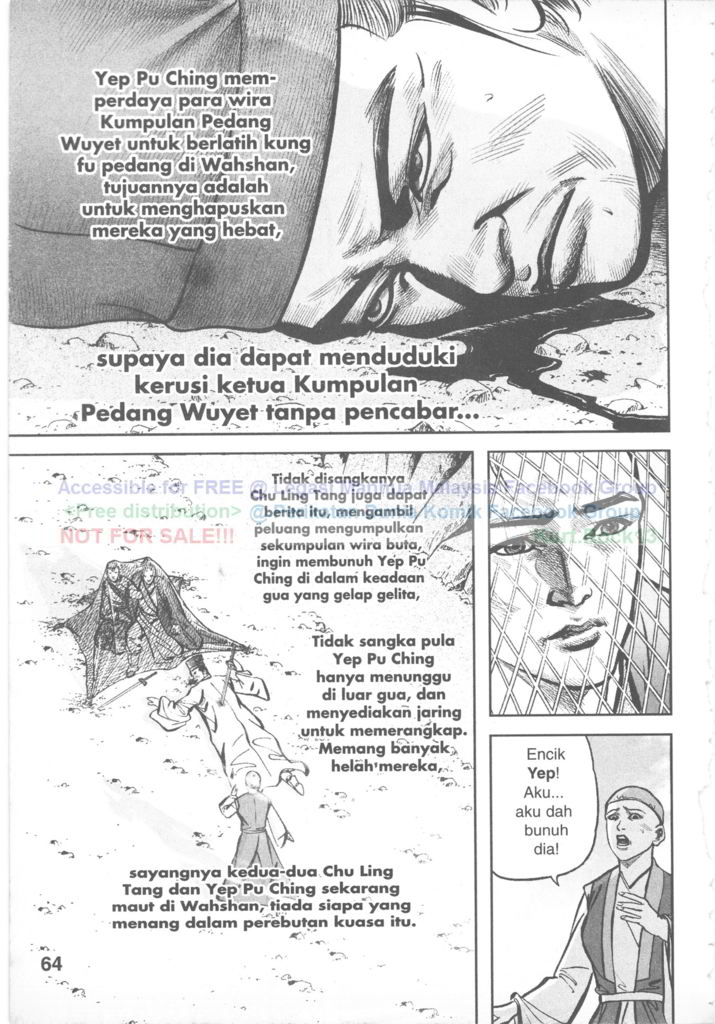 Yep Pu Ching mem-
perdaya para wira
Kumpulan Pedang
Wuyet untuk berlatih kung
fu pedang di Wahshan,
tujuannya adalah
untuk menghapuskan
mereka yang hebat,
supaya dia dapat menduduki
kerusi ketua Kumpulan
Pedang Wuyet tanpa pencabar...
Tidak disangkanya
Chu Ling Tang juga dapat
berita itu, mengambil
peluang mengumpulkan
sekumpulan wira buta,
ingin membunuh Yep Pu
Ching di dalam keadaan
gua yang gelap gelita,
Tidak sangka pula
Yep Pu Ching
hanya menunggu
di luar gua, dan
menyediakan jaring
untuk memerangkap.
Memang banyak
helah mereka,
sayangnya kedua-dua Chu Ling
Tang dan Yep Pu Ching sekarang
maut di Wahshan, tiada siapa yang
menang dalam perebutan kuasa itu.
Encik
Yep!
Aku...
aku dah
bunuh
dia!
Accessible for FREE @ Malaysia Facebook Group
<Free distribution> @ Komik Facebook Group
NOT FOR SALE!!!
64